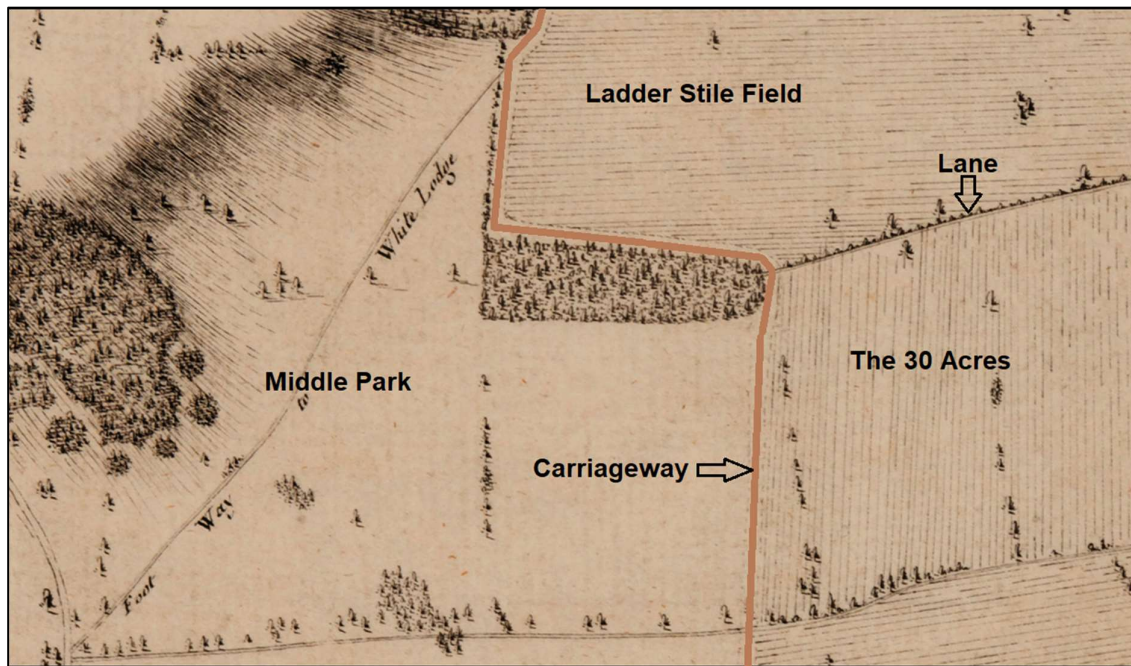 Ladder Stile Field
Lane
White Lodge
to
Way
Foot
Middle Park
The 30 Acres
Carriageway